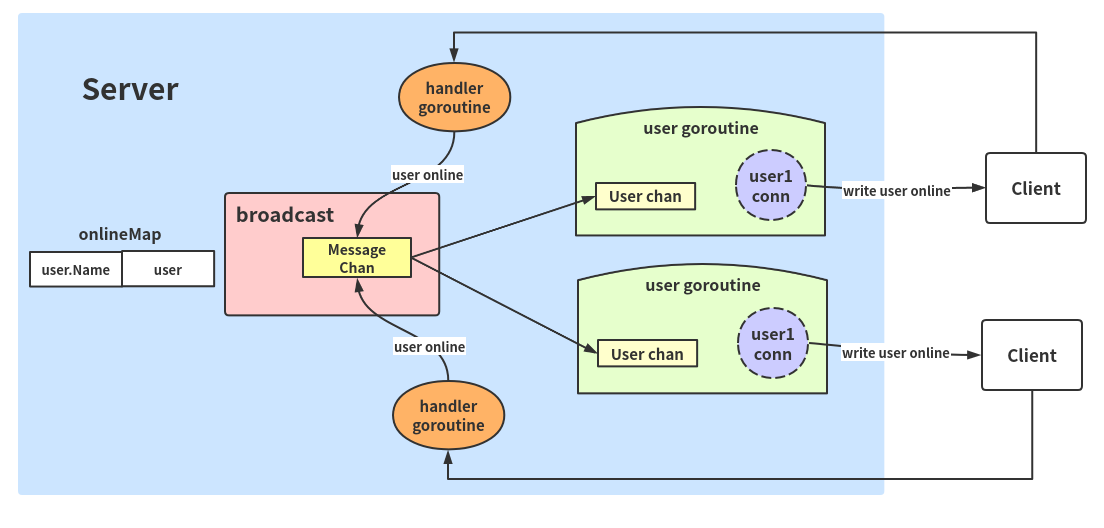 Server
handler
goroutine
user online
onlineMap
user.Name
user
broadcast
Message
Chan
user goroutine
User chan
user1
conn
write user online
Client
user goroutine
User chan
user1
conn
write user online
Client
user online
handler
goroutine